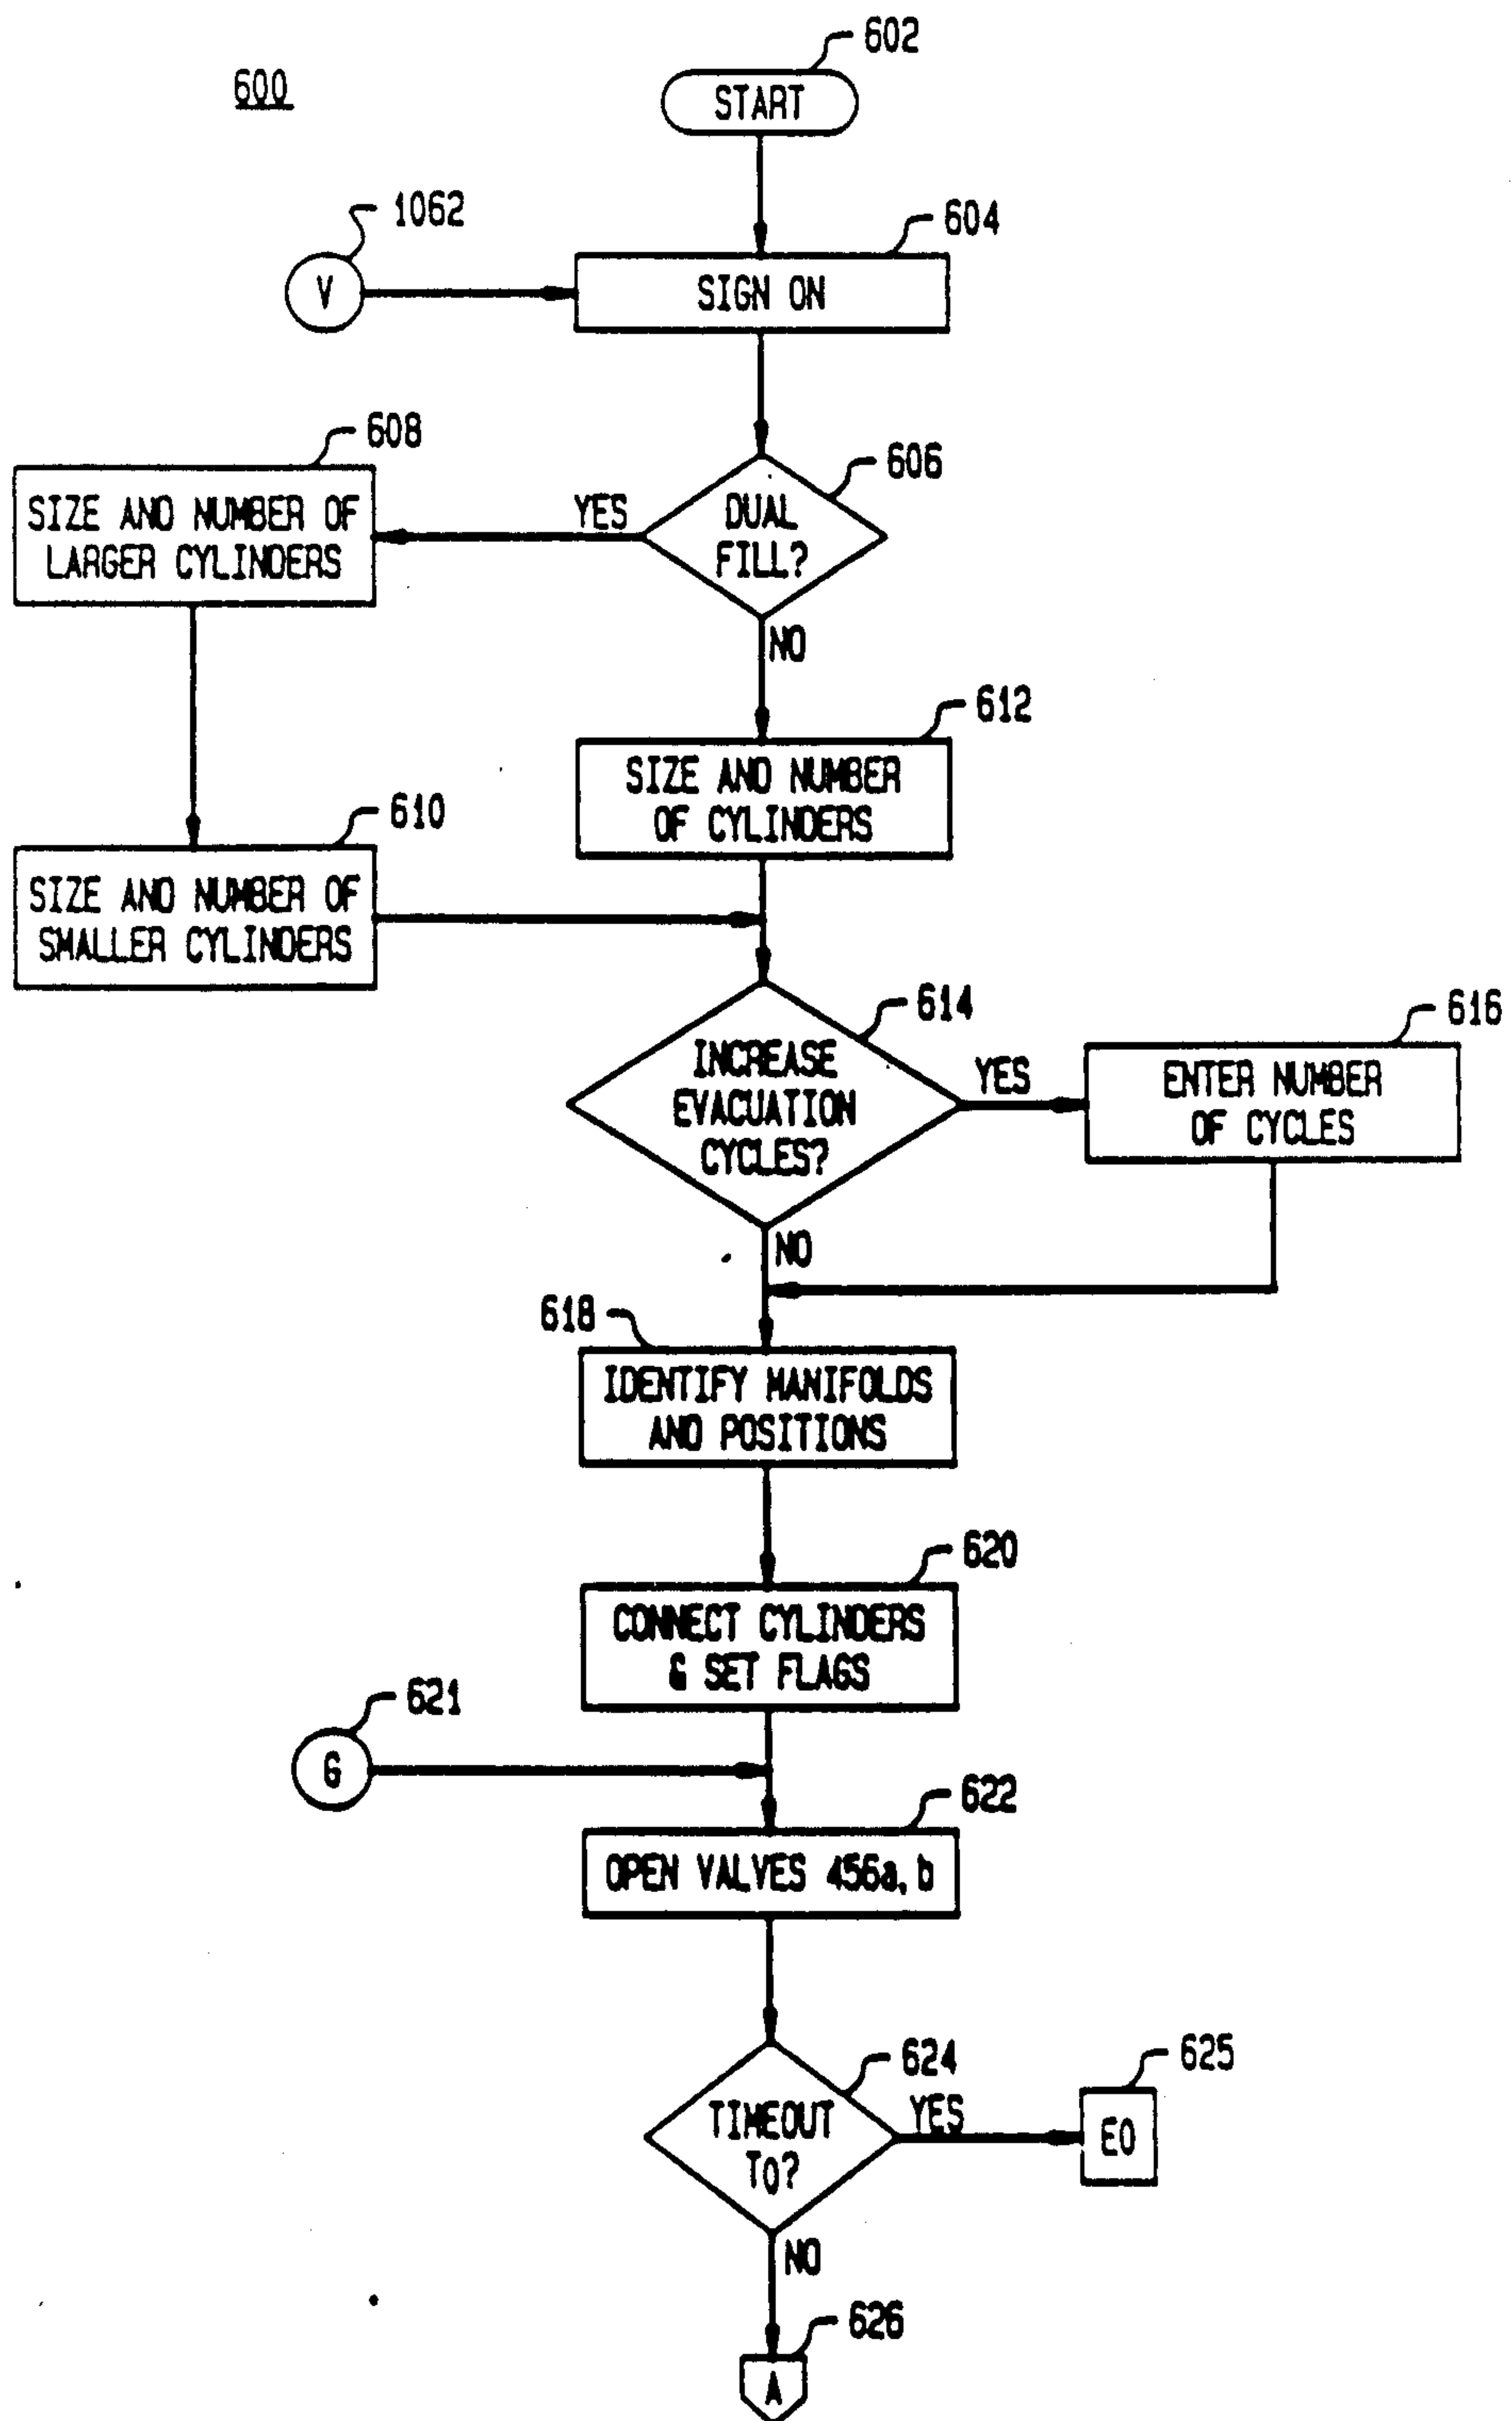 602
600
START
1062
604
V
SIGN ON
608
606
SIZE AND NUMBER OF
LARGER CYLINDERS
YES
DUAL
FILL?
NO
612
SIZE AND NUMBER
OF CYLINDERS
610
SIZE AND NUMBER OF
SMALLER CYLINDERS
614
616
INCREASE
EVACUATION
CYCLES?
YES
ENTER NUMBER
OF CYCLES
NO
618
IDENTIFY MANIFOLDS
AND POSITIONS
620
CONNECT CYLINDERS
& SET FLAGS
621
G
622
OPEN VALVES 456a, b
624
625
TIMEOUT
T0?
YES
E0
NO
626
A